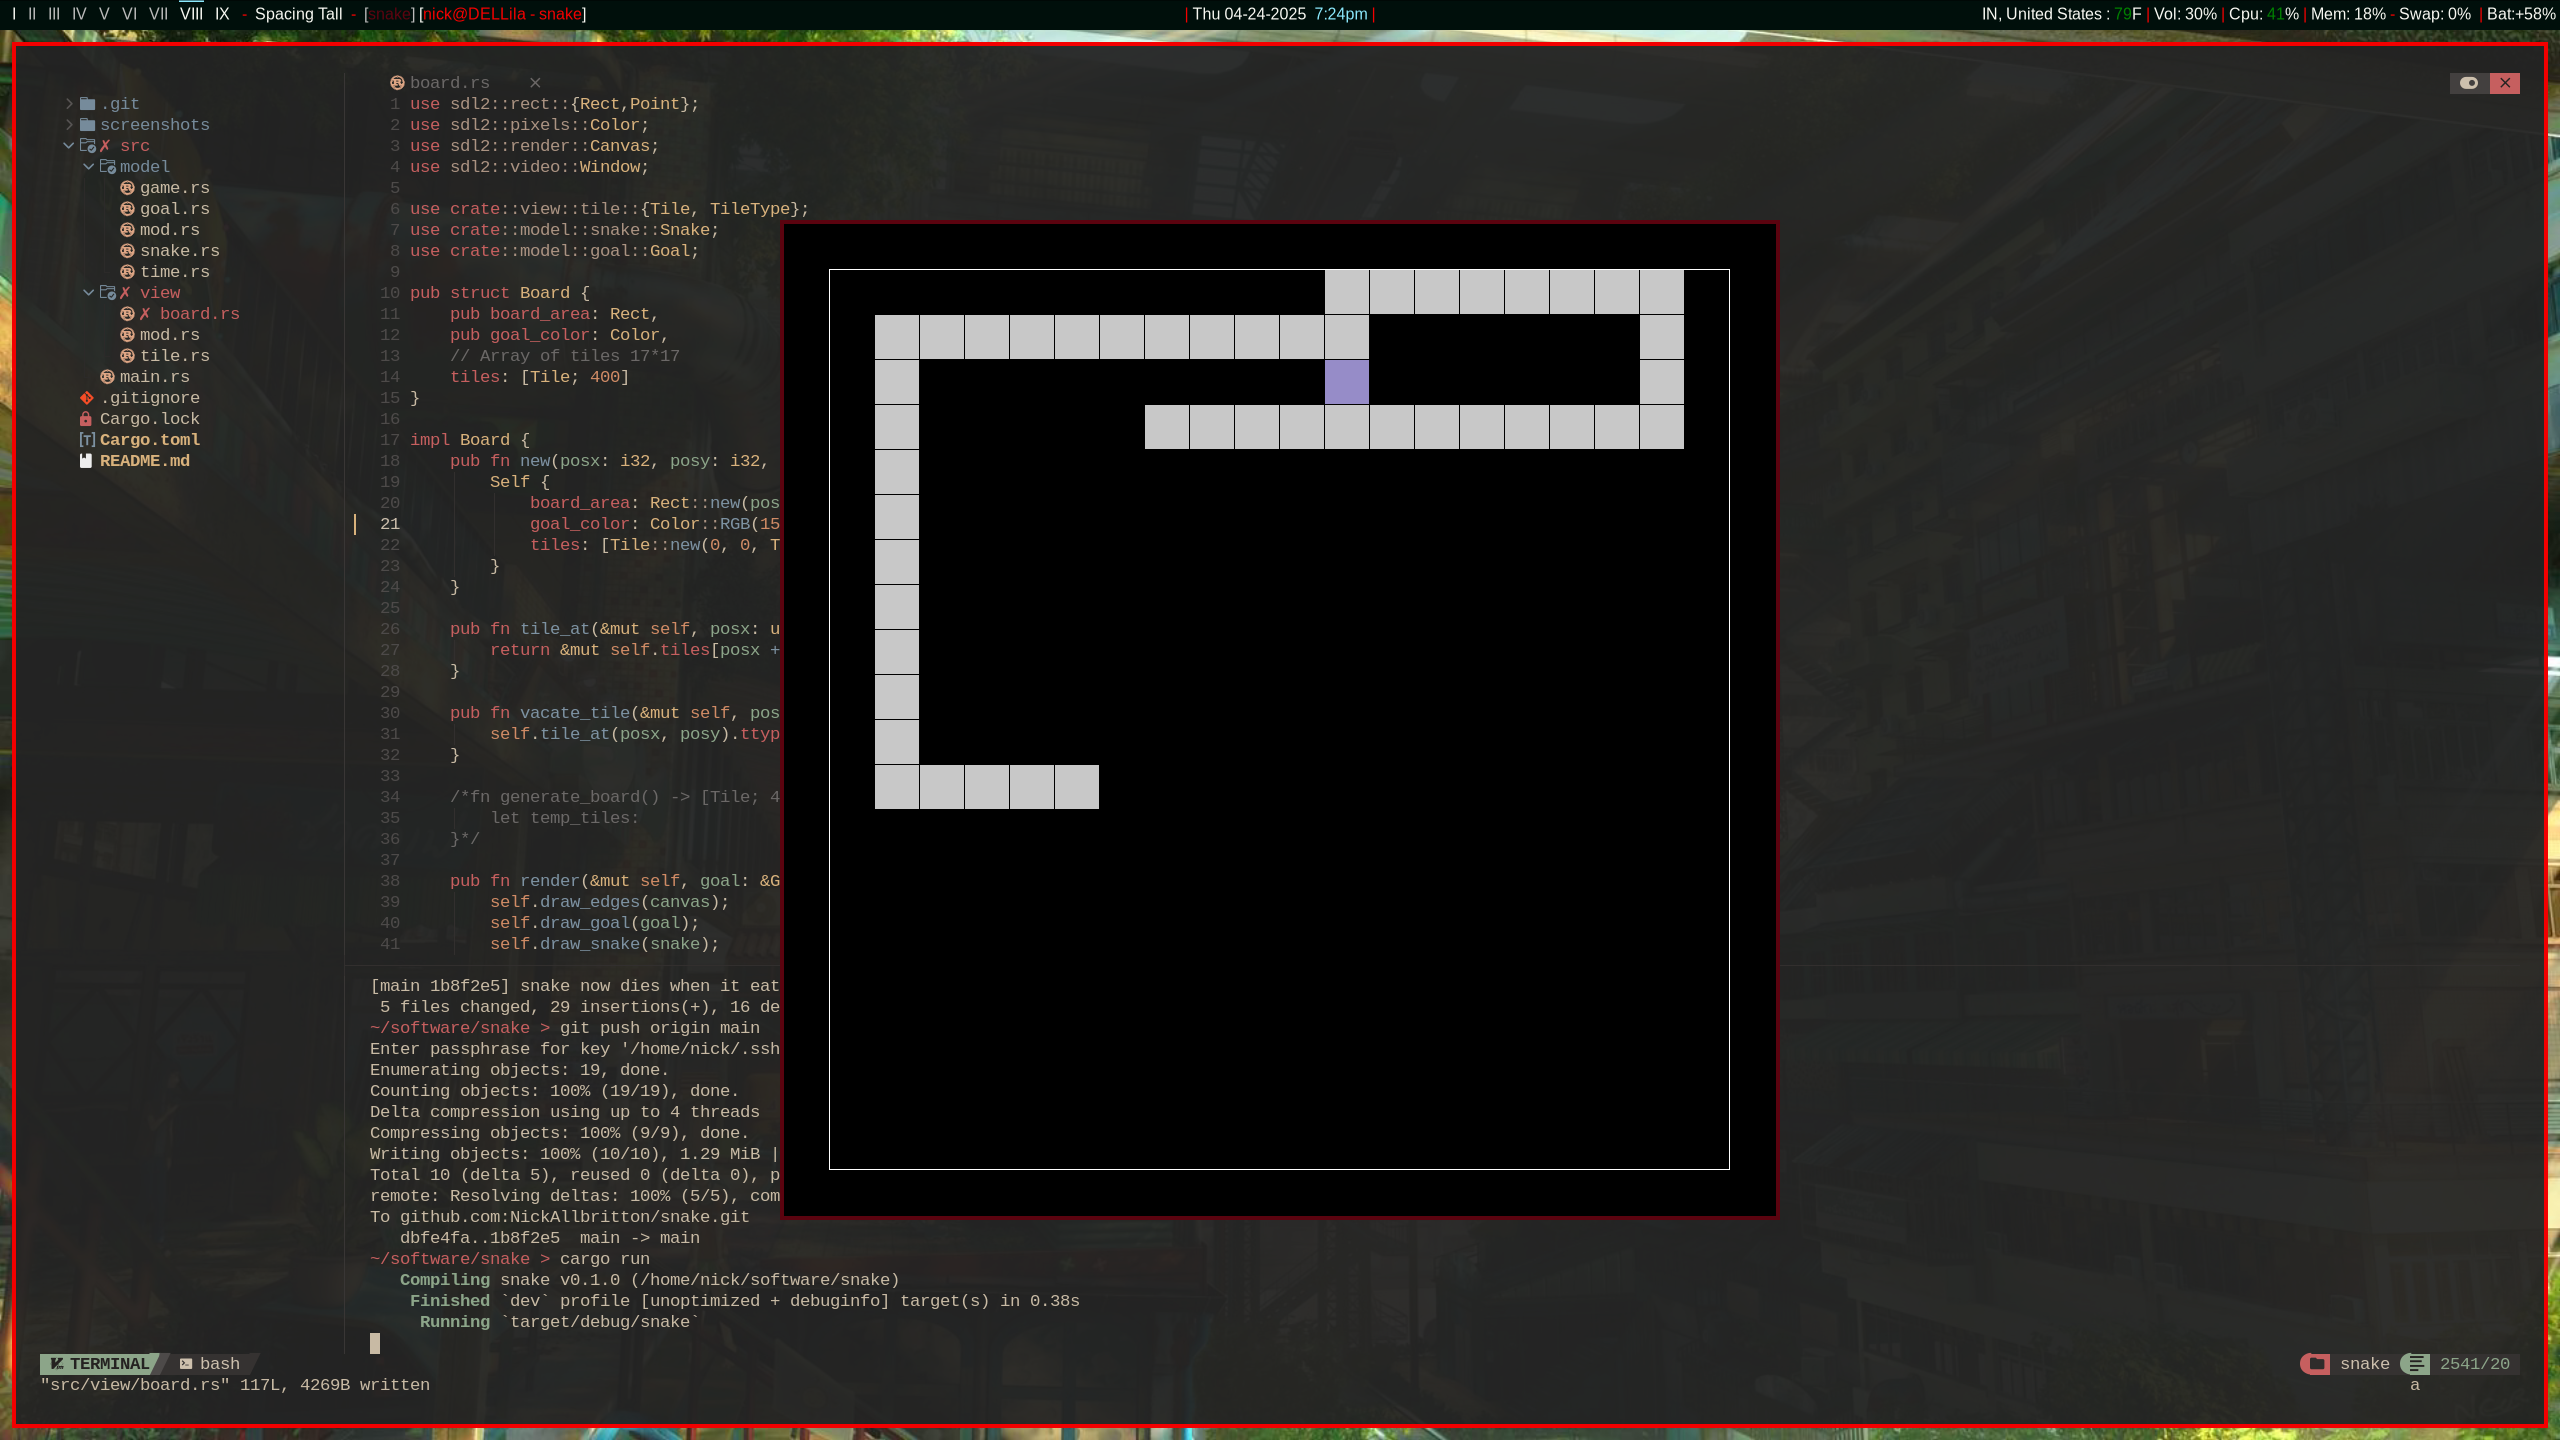 I II III IV V VI VII VIII IX - Spacing Tall - [snake] [nick@DELLila - snake]
| Thu 04-24-2025 7:24pm |
IN, United States : 79F | Vol: 30% | Cpu: 41% | Mem: 18% - Swap: 0% | Bat:+58%
.git
screenshots
✗ src
model
game.rs
goal.rs
mod.rs
snake.rs
time.rs
✗ view
✗ board.rs
mod.rs
tile.rs
main.rs
.gitignore
Cargo.lock
[T] Cargo.toml
README.md
board.rs ×
1 use sdl2::rect::{Rect,Point};
2 use sdl2::pixels::Color;
3 use sdl2::render::Canvas;
4 use sdl2::video::Window;
5
6 use crate::view::tile::{Tile, TileType};
7 use crate::model::snake::Snake;
8 use crate::model::goal::Goal;
9
10 pub struct Board {
11     pub board_area: Rect,
12     pub goal_color: Color,
13     // Array of tiles 17*17
14     tiles: [Tile; 400]
15 }
16
17 impl Board {
18     pub fn new(posx: i32, posy: i32,
19         Self {
20             board_area: Rect::new(pos
21             goal_color: Color::RGB(15
22             tiles: [Tile::new(0, 0, T
23         }
24     }
25
26     pub fn tile_at(&mut self, posx: u
27         return &mut self.tiles[posx +
28     }
29
30     pub fn vacate_tile(&mut self, pos
31         self.tile_at(posx, posy).ttyp
32     }
33
34     /*fn generate_board() -> [Tile; 4
35         let temp_tiles:
36     }*/
37
38     pub fn render(&mut self, goal: &G
39         self.draw_edges(canvas);
40         self.draw_goal(goal);
41         self.draw_snake(snake);
[main 1b8f2e5] snake now dies when it eat
 5 files changed, 29 insertions(+), 16 de
~/software/snake > git push origin main
Enter passphrase for key '/home/nick/.ssh
Enumerating objects: 19, done.
Counting objects: 100% (19/19), done.
Delta compression using up to 4 threads
Compressing objects: 100% (9/9), done.
Writing objects: 100% (10/10), 1.29 MiB |
Total 10 (delta 5), reused 0 (delta 0), p
remote: Resolving deltas: 100% (5/5), com
To github.com:NickAllbritton/snake.git
   dbfe4fa..1b8f2e5  main -> main
~/software/snake > cargo run
   Compiling snake v0.1.0 (/home/nick/software/snake)
    Finished `dev` profile [unoptimized + debuginfo] target(s) in 0.38s
     Running `target/debug/snake`
TERMINAL bash
snake 2541/20
"src/view/board.rs" 117L, 4269B written
a